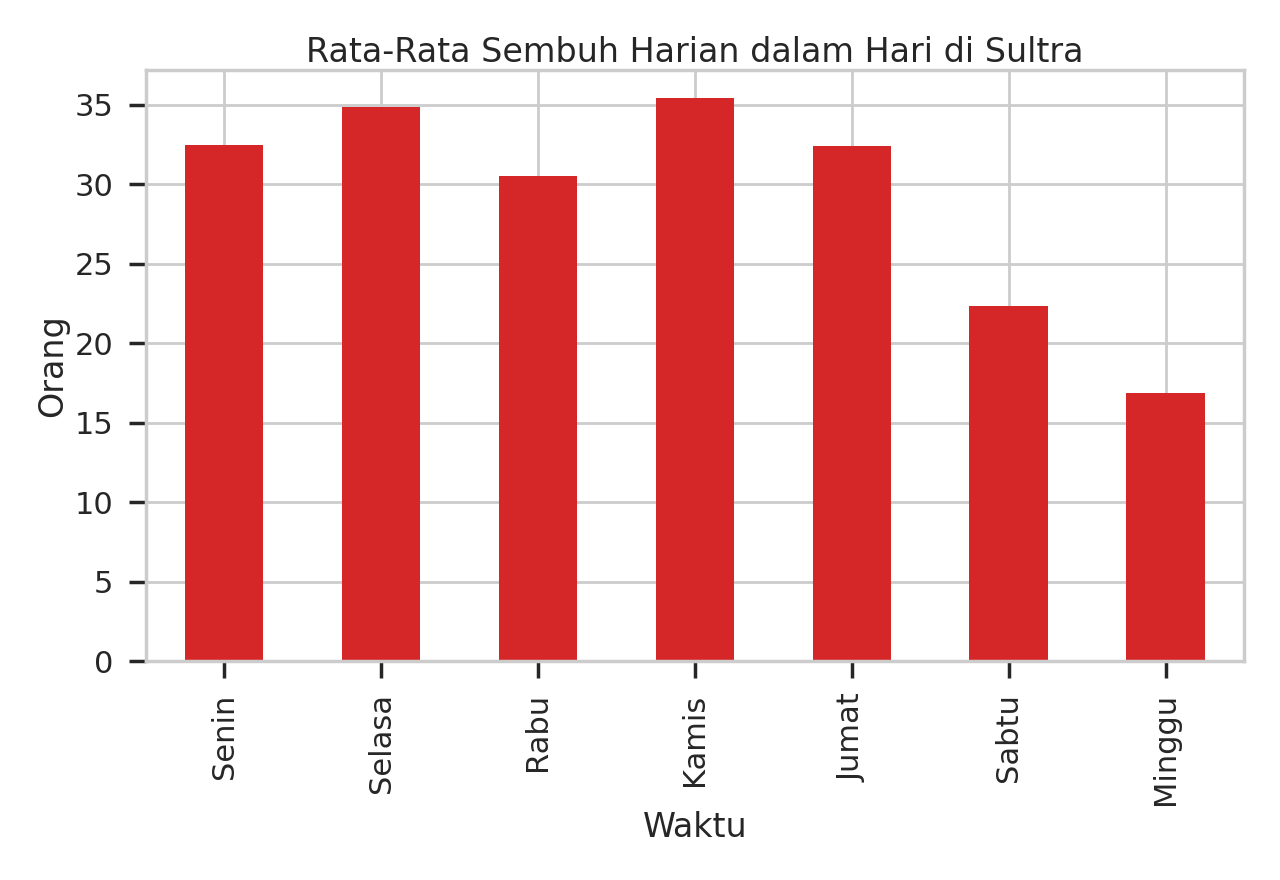 Rata-Rata Sembuh Harian dalam Hari di Sultra
Orang
35
30
25
20
15
10
5
0
Senin
Selasa
Rabu
Kamis
Jumat
Sabtu
Minggu
Waktu